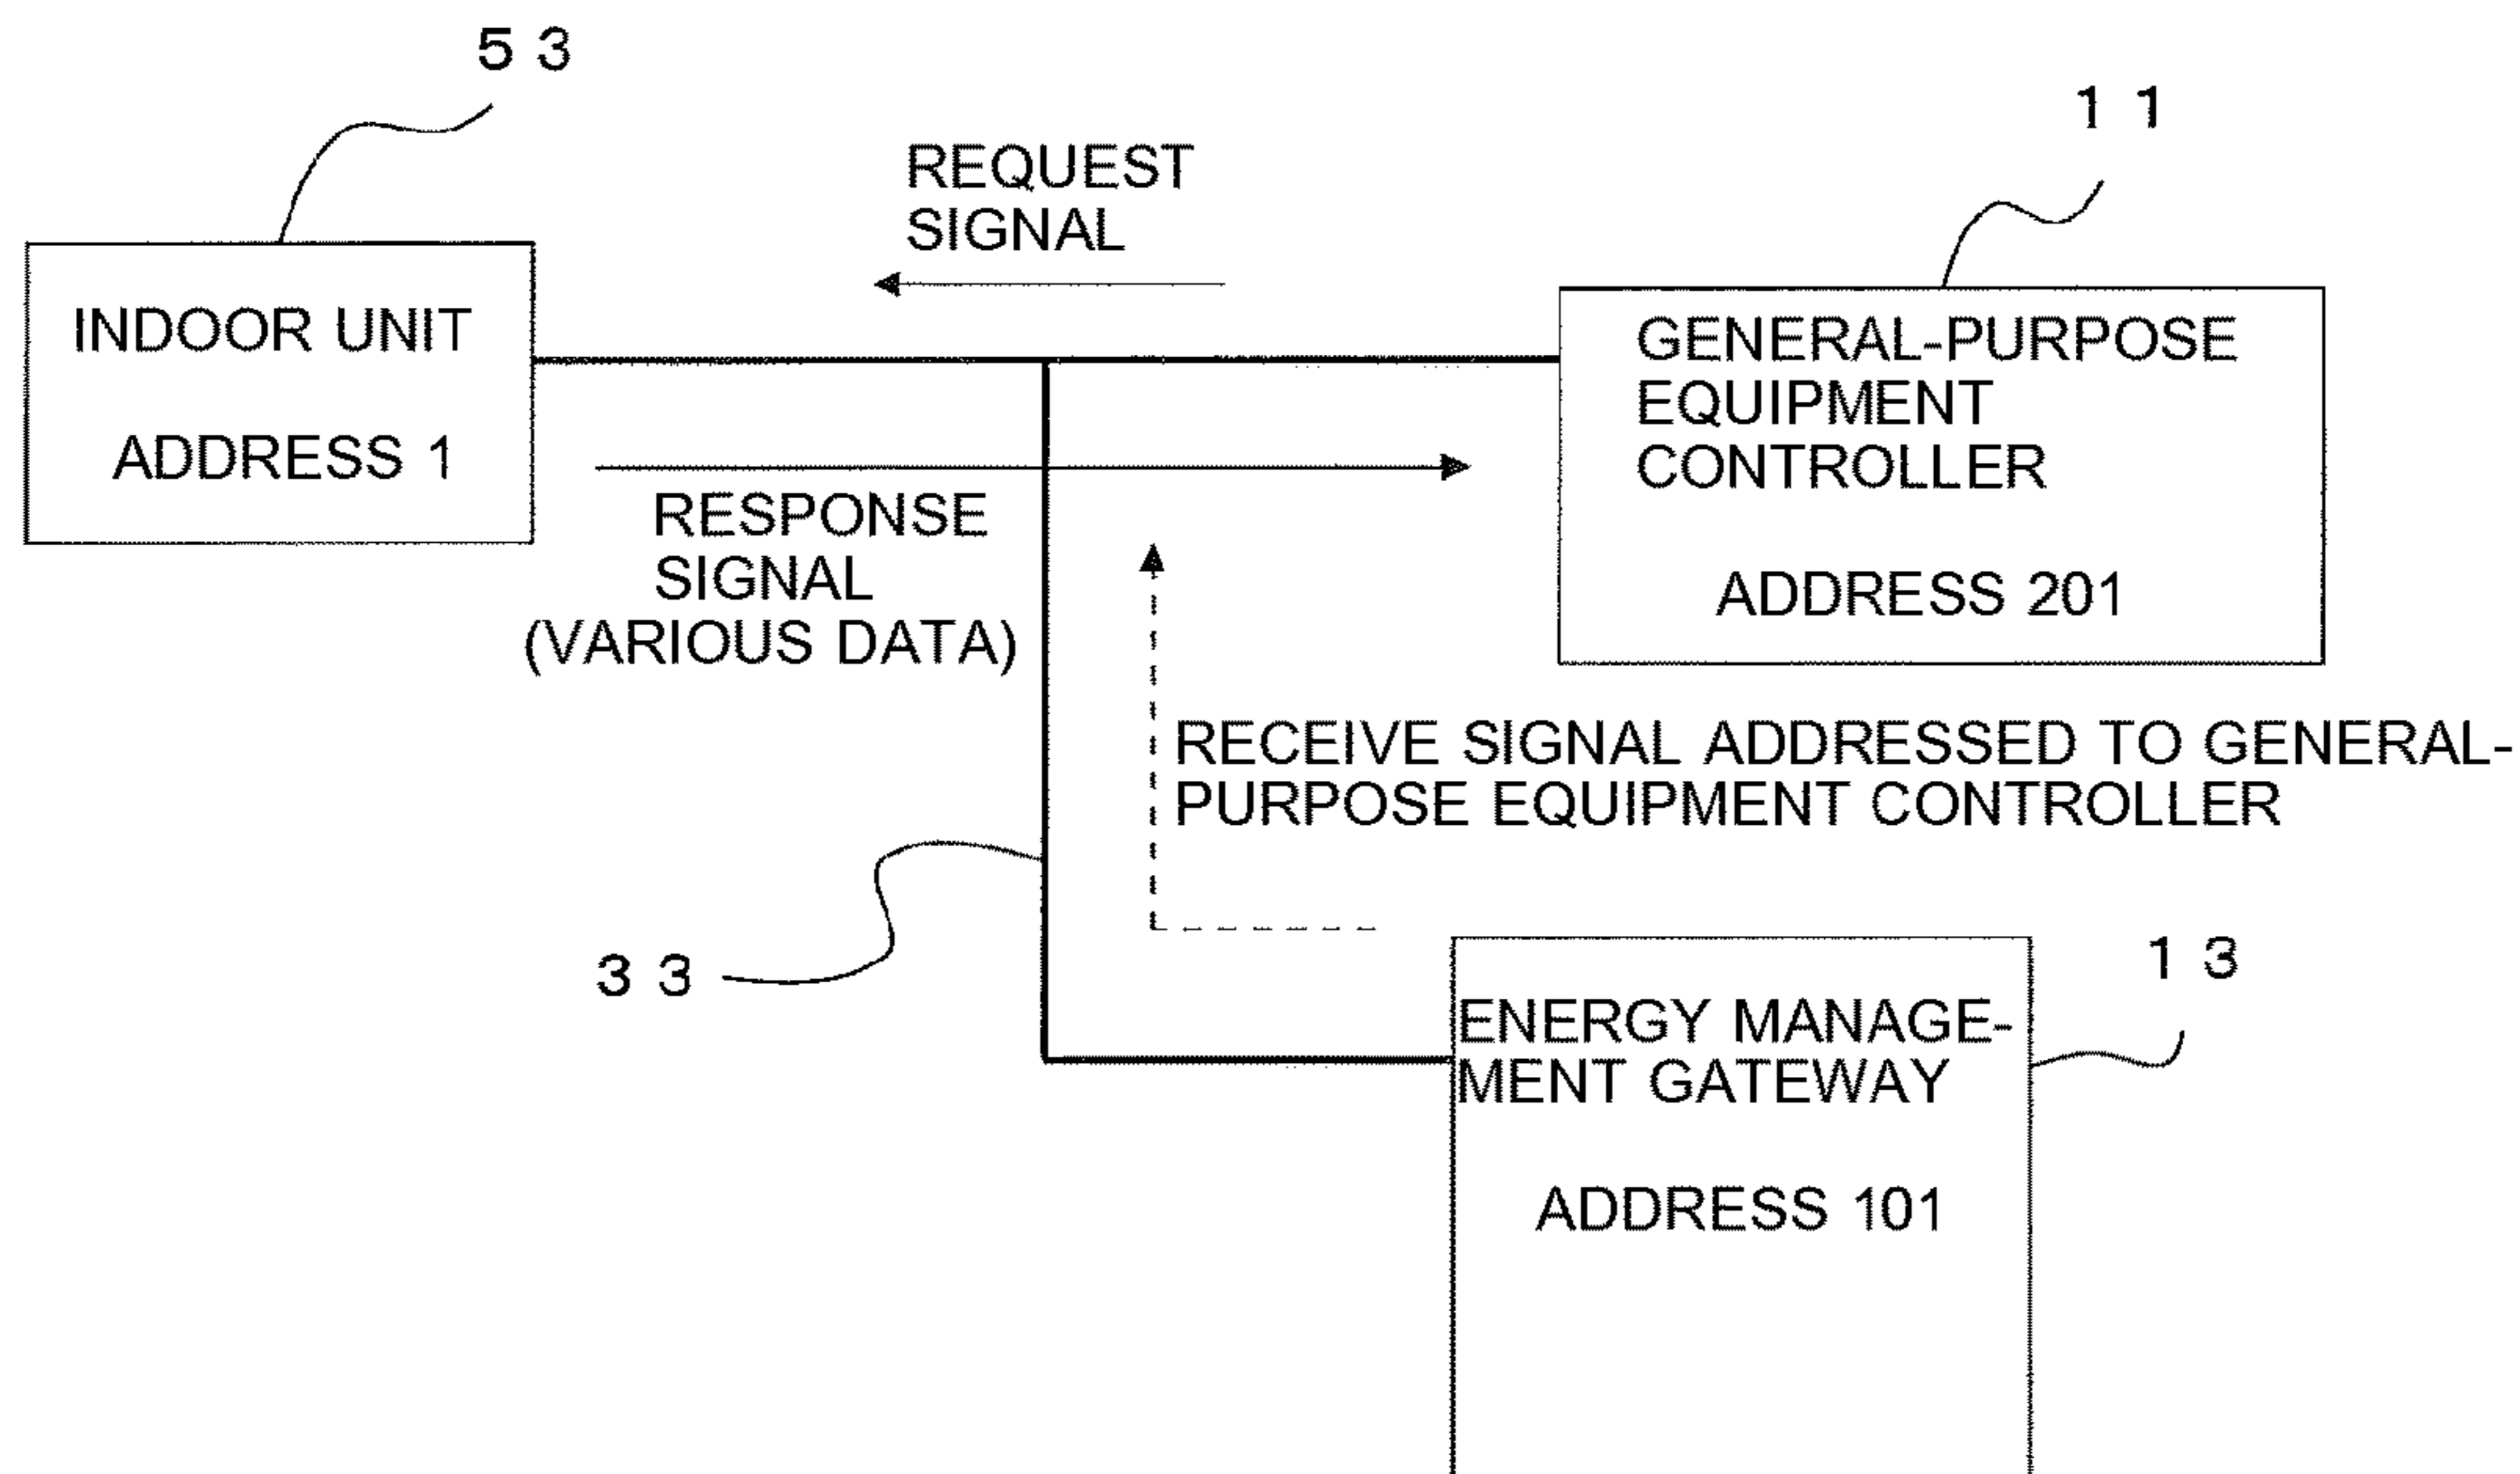 5 3
1 1
REQUEST
SIGNAL
INDOOR UNIT
ADDRESS 1
GENERAL-PURPOSE
EQUIPMENT
CONTROLLER
ADDRESS 201
RESPONSE
SIGNAL
(VARIOUS DATA)
RECEIVE SIGNAL ADDRESSED TO GENERAL-
PURPOSE EQUIPMENT CONTROLLER
3 3
1 3
ENERGY MANAGE-
MENT GATEWAY
ADDRESS 101